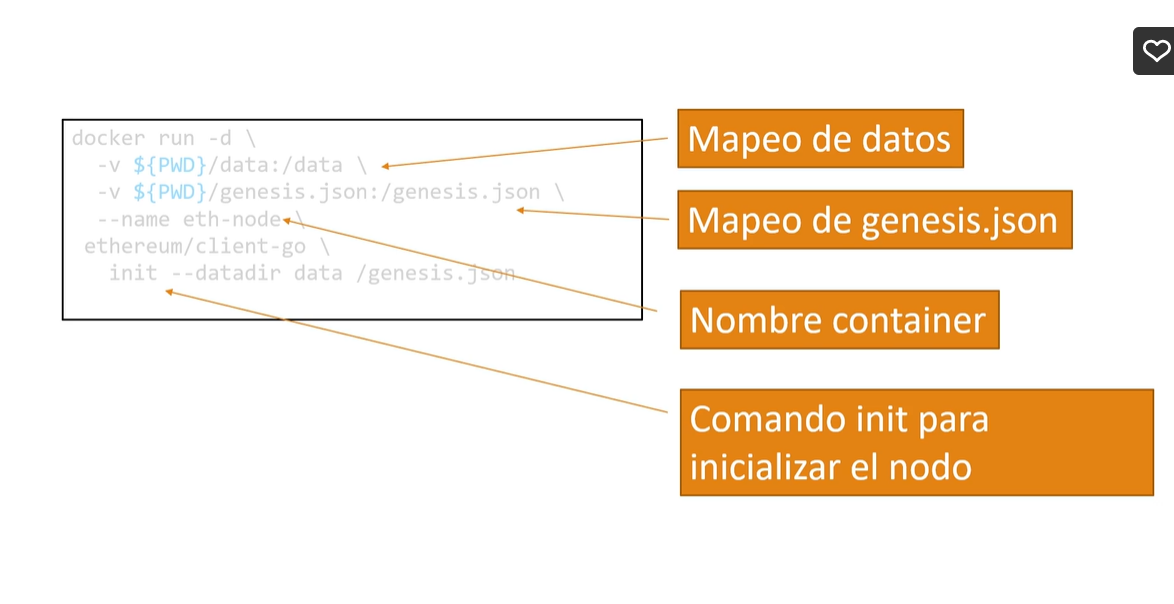 docker run -d \
-v ${PWD}/data:/data \
-v ${PWD}/genesis.json:/genesis.json \
--name eth-node \
ethereum/client-go \
init --datadir data /genesis.json
Mapeo de datos
Mapeo de genesis.json
Nombre container
Comando init para
inicializar el nodo